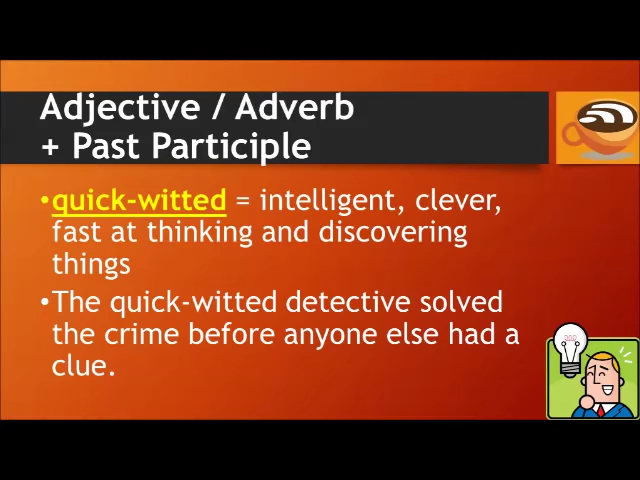 Adjective / Adverb
+ Past Participle
•quick-witted = intelligent, clever,
fast at thinking and discovering
things
•The quick-witted detective solved
the crime before anyone else had a
clue.